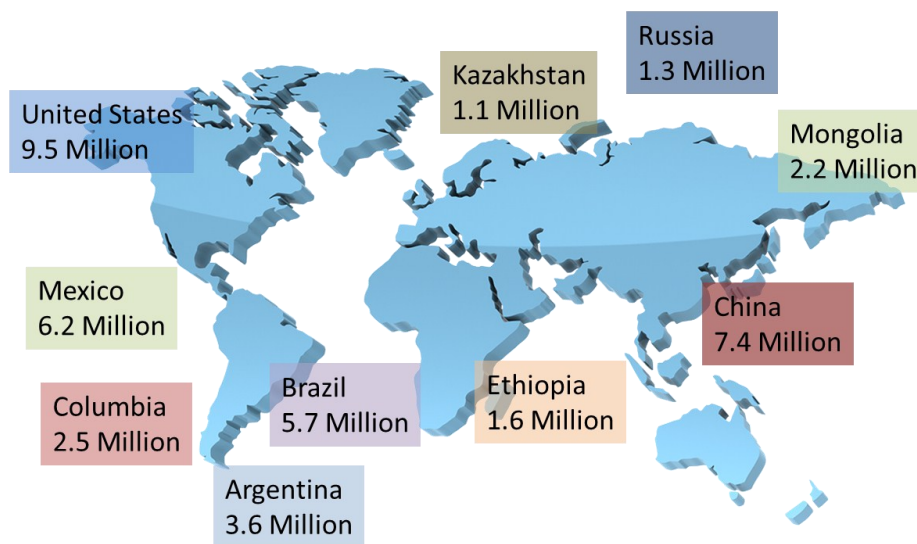 Russia
1.3 Million
Kazakhstan
1.1 Million
United States
9.5 Million
Mongolia
2.2 Million
Mexico
6.2 Million
China
7.4 Million
Brazil
5.7 Million
Ethiopia
1.6 Million
Columbia
2.5 Million
Argentina
3.6 Million